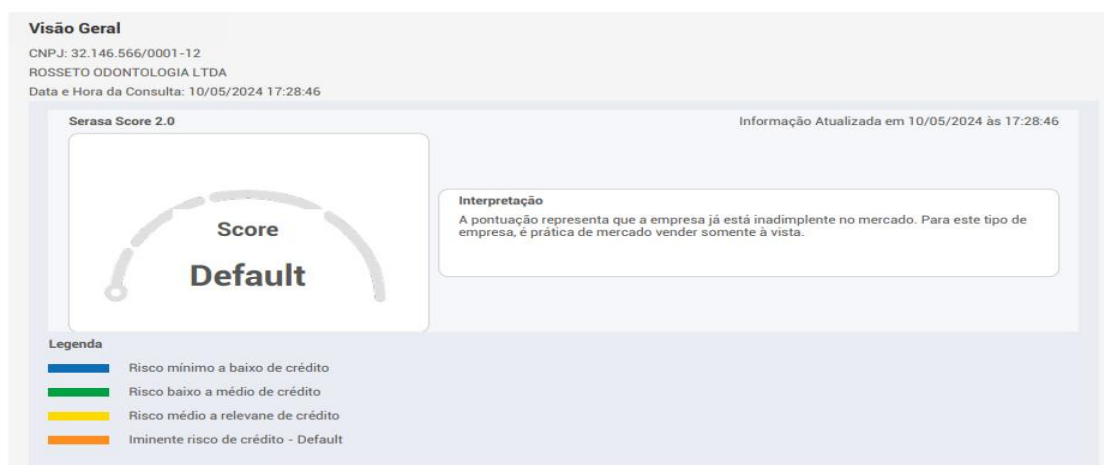 Visão Geral
CNPJ: 32.146.566/0001-12
ROSSETO ODONTOLOGIA LTDA
Data e Hora da Consulta: 10/05/2024 17:28:46
Serasa Score 2.0
Informação Atualizada em 10/05/2024 às 17:28:46
Score
Default
Interpretação
A pontuação representa que a empresa já está inadimplente no mercado. Para este tipo de
empresa, é prática de mercado vender somente à vista.
Legenda
Risco mínimo a baixo de crédito
Risco baixo a médio de crédito
Risco médio a relevane de crédito
Iminente risco de crédito - Default